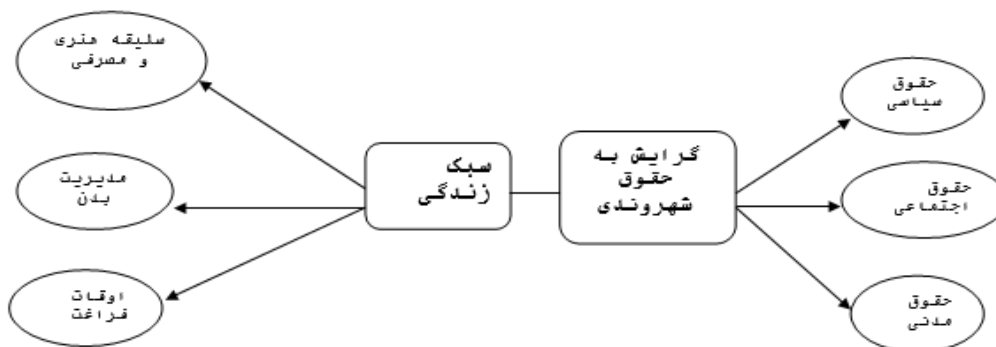 سلیقه هنری
و مصرفی
مدیریت
بدن
اوقات
فراغت
سبک
زندگی
گرایش به
حقوق
شهروندی
حقوق
سیاسی
حقوق
اجتماعی
حقوق
مدنی